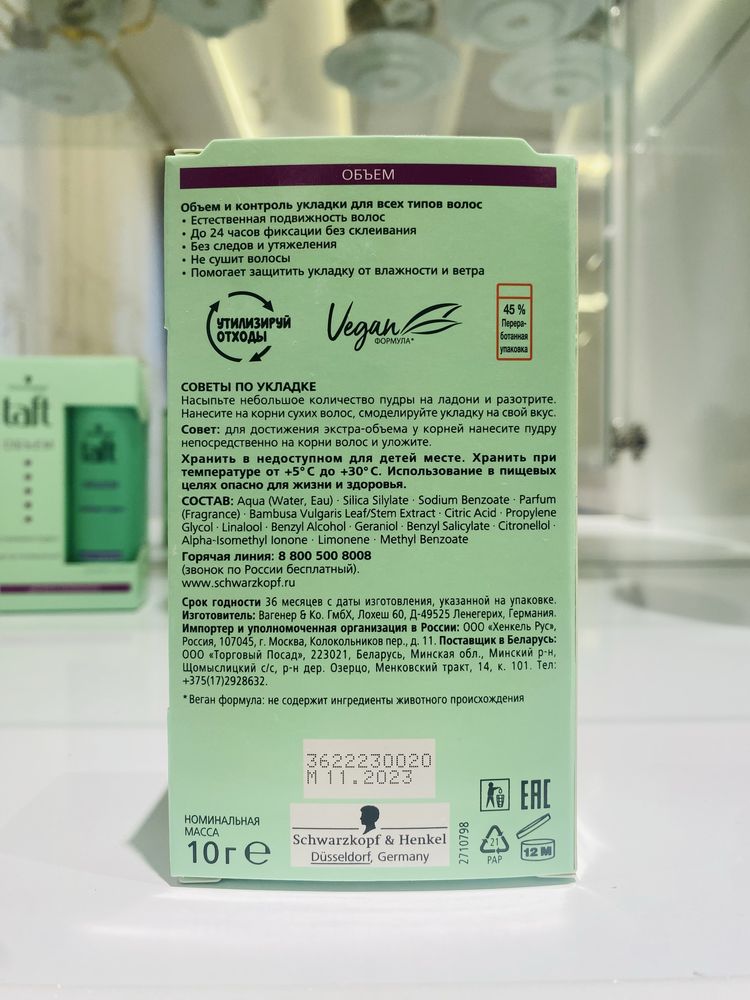 ОБЪЕМ
Объем и контроль укладки для всех типов волос
• Естественная подвижность волос
• До 24 часов фиксации без склеивания
• Без следов и утяжеления
• Не сушит волосы
• Помогает защитить укладку от влажности и ветра
УТИЛИЗИРУЙ
ОТХОДЫ
Vegan
ФОРМУЛА*
45 %
Перера-
ботанная
упаковка
СОВЕТЫ ПО УКЛАДКЕ
Насыпьте небольшое количество пудры на ладони и разотрите.
Нанесите на корни сухих волос, смоделируйте укладку на свой вкус.
Совет: для достижения экстра-объема у корней нанесите пудру
непосредственно на корни волос и уложите.
Хранить в недоступном для детей месте. Хранить при
температуре от +5°C до +30°C. Использование в пищевых
целях опасно для жизни и здоровья.
СОСТАВ: Aqua (Water, Eau) · Silica Silylate · Sodium Benzoate · Parfum
(Fragrance) · Bambusa Vulgaris Leaf/Stem Extract · Citric Acid · Propylene
Glycol · Linalool · Benzyl Alcohol · Geraniol · Benzyl Salicylate · Citronellol ·
Alpha-Isomethyl Ionone · Limonene · Methyl Benzoate
Горячая линия: 8 800 500 8008
(звонок по России бесплатный).
www.schwarzkopf.ru
Срок годности 36 месяцев с даты изготовления, указанной на упаковке.
Изготовитель: Вагенер & Ко. ГмбХ, Лохеш 60, Д-49525 Ленегерих, Германия.
Импортер и уполномоченная организация в России: ООО «Хенкель Рус»,
Россия, 107045, г. Москва, Колокольников пер., д. 11. Поставщик в Беларусь:
ООО «Торговый Посад», 223021, Беларусь, Минская обл., Минский р-н,
Щомыслицкий с/с, р-н дер. Озерцо, Менковский тракт, 14, к. 101. Тел:
+375(17)2928632.
*Веган формула: не содержит ингредиенты животного происхождения
3622230020
M 11.2023
НОМИНАЛЬНАЯ
МАССА
10 г e
Schwarzkopf & Henkel
Düsseldorf, Germany
2710798
21
PAP
EAC
12 M
taft
ОБЪЕМ
taft